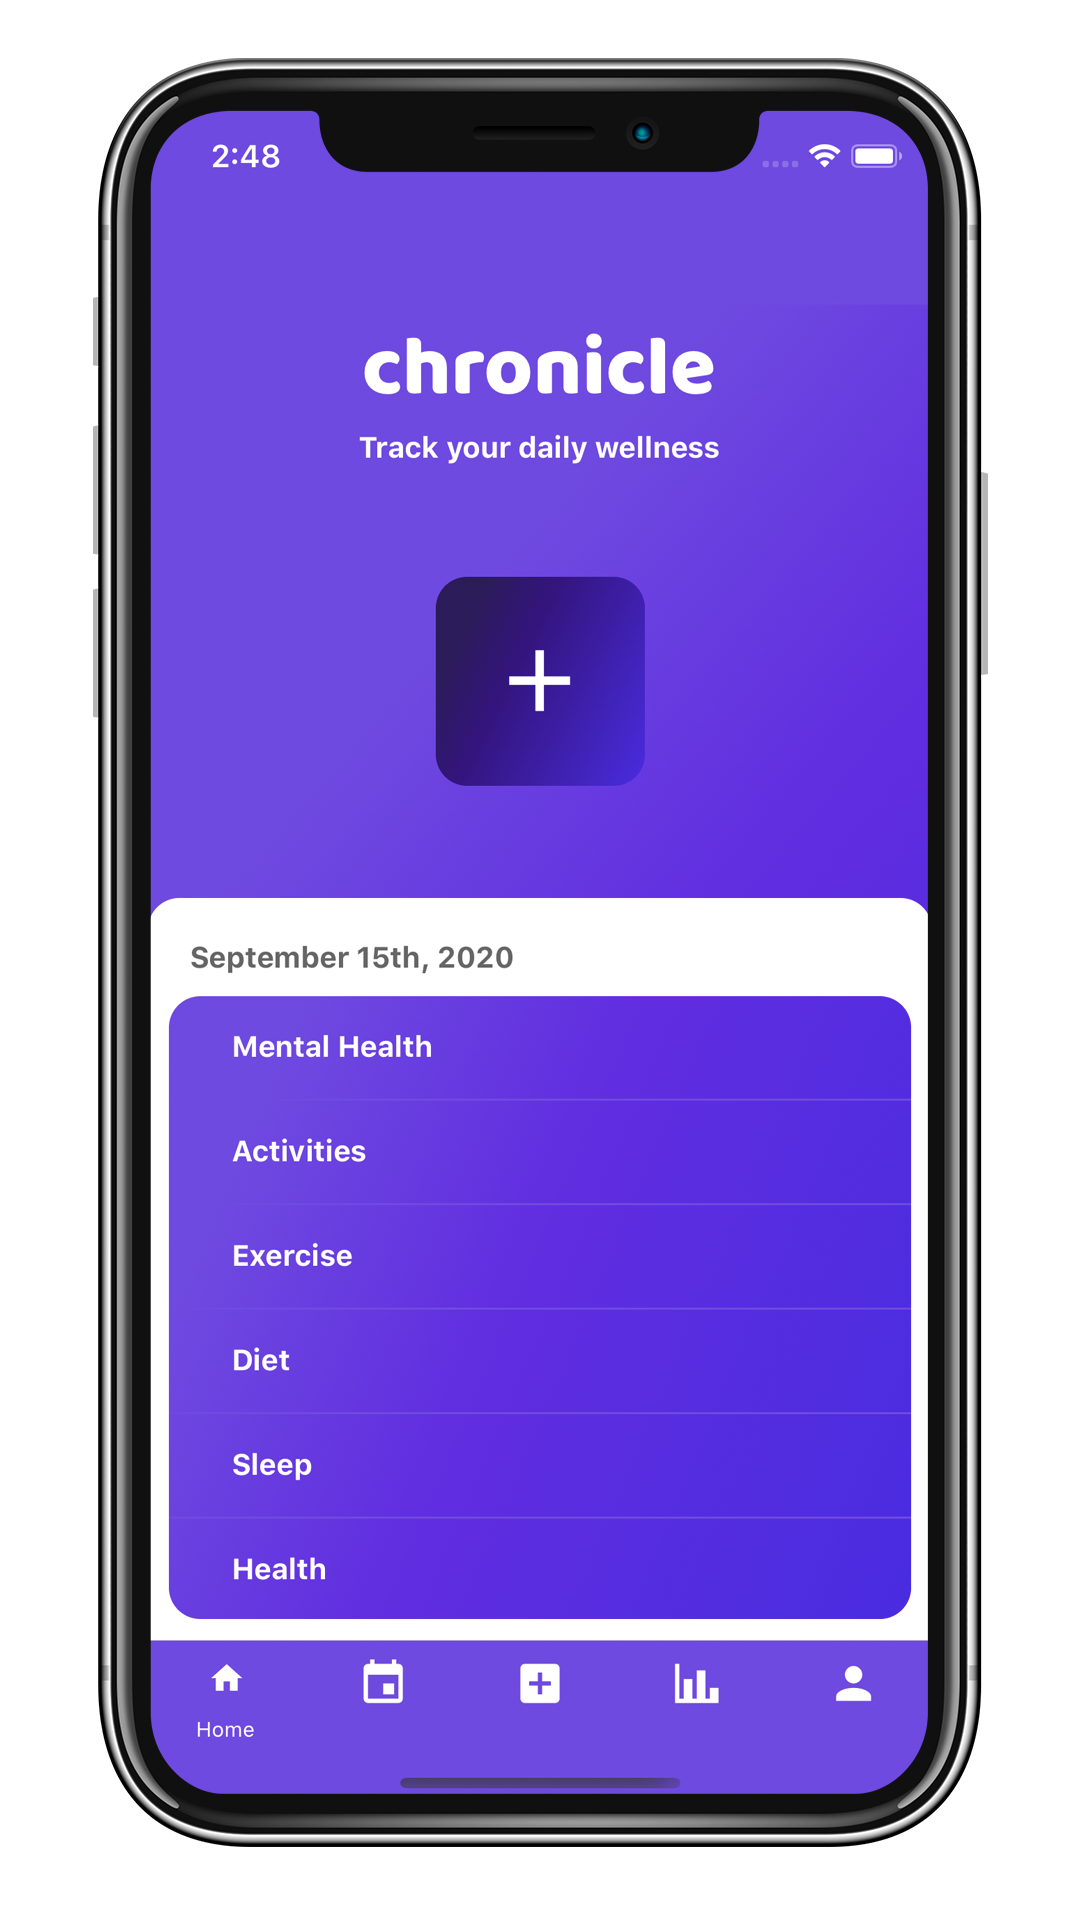 2:48
chronicle
Track your daily wellness
September 15th, 2020
Mental Health
Activities
Exercise
Diet
Sleep
Health
Home